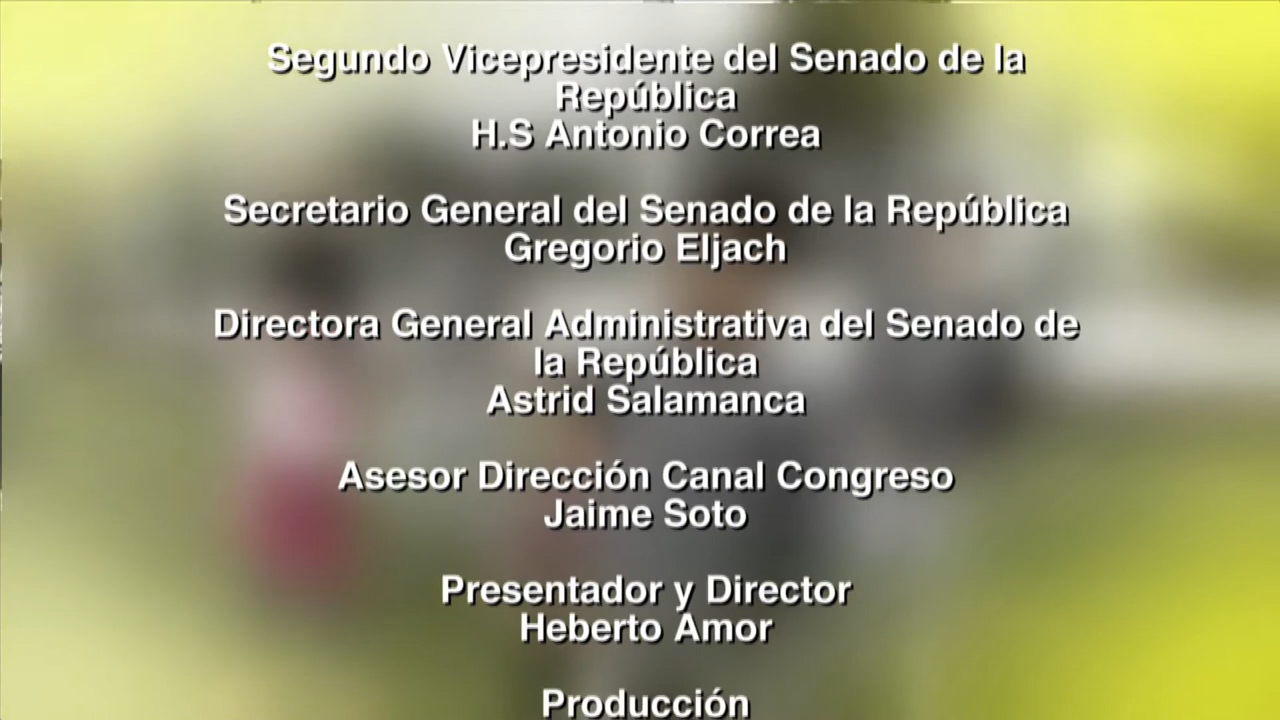 Segundo Vicepresidente del Senado de la
República
H.S Antonio Correa
Secretario General del Senado de la República
Gregorio Eljach
Directora General Administrativa del Senado de
la República
Astrid Salamanca
Asesor Dirección Canal Congreso
Jaime Soto
Presentador y Director
Heberto Amor
Producción